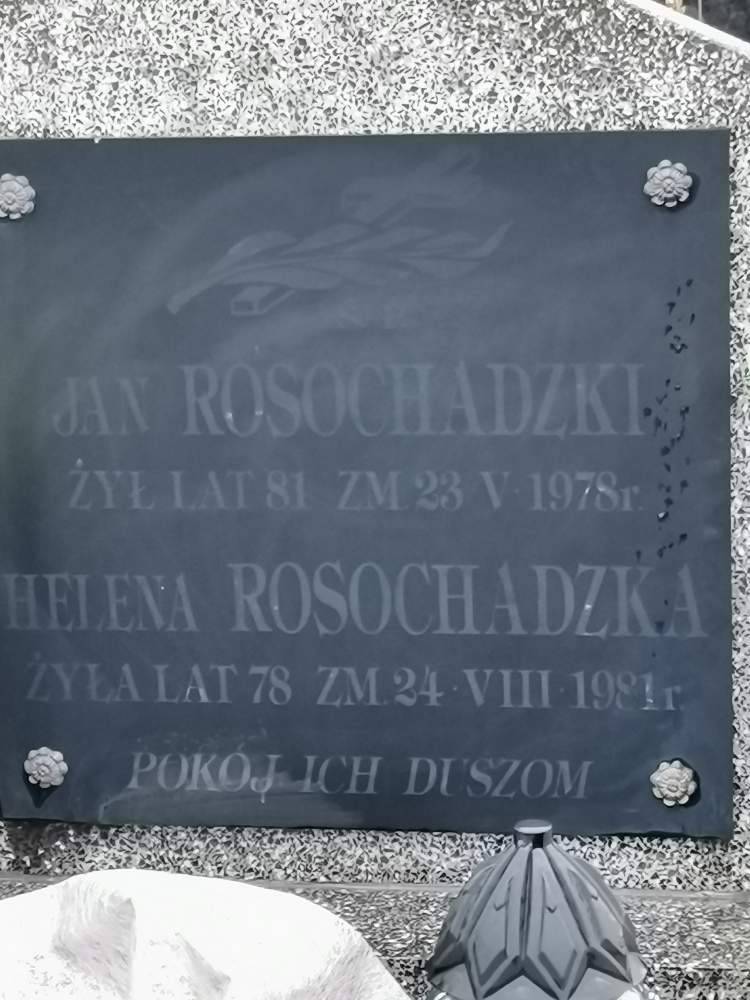 JAN ROSOCHADZKI
ŻYŁ LAT 81 ZM. 23 · V · 1978r.
HELENA ROSOCHADZKA
ŻYŁA LAT 78 ZM. 24 · VIII · 1981r
POKÓJ ICH DUSZOM